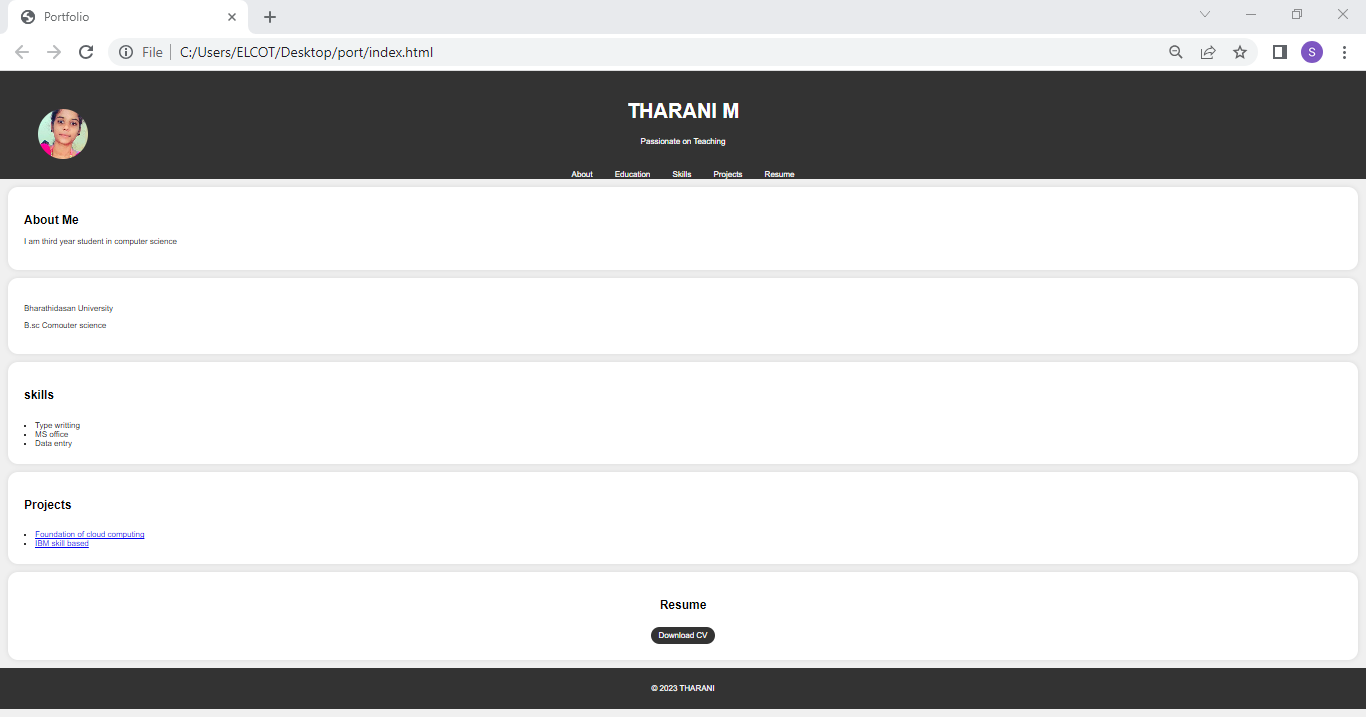 Portfolio
File C:/Users/ELCOT/Desktop/port/index.html
S
THARANI M
Passionate on Teaching
About Education Skills Projects Resume
About Me
I am third year student in computer science
Bharathidasan University
B.sc Comouter science
skills
Type writting
MS office
Data entry
Projects
Foundation of cloud computing
IBM skill based
Resume
Download CV
© 2023 THARANI